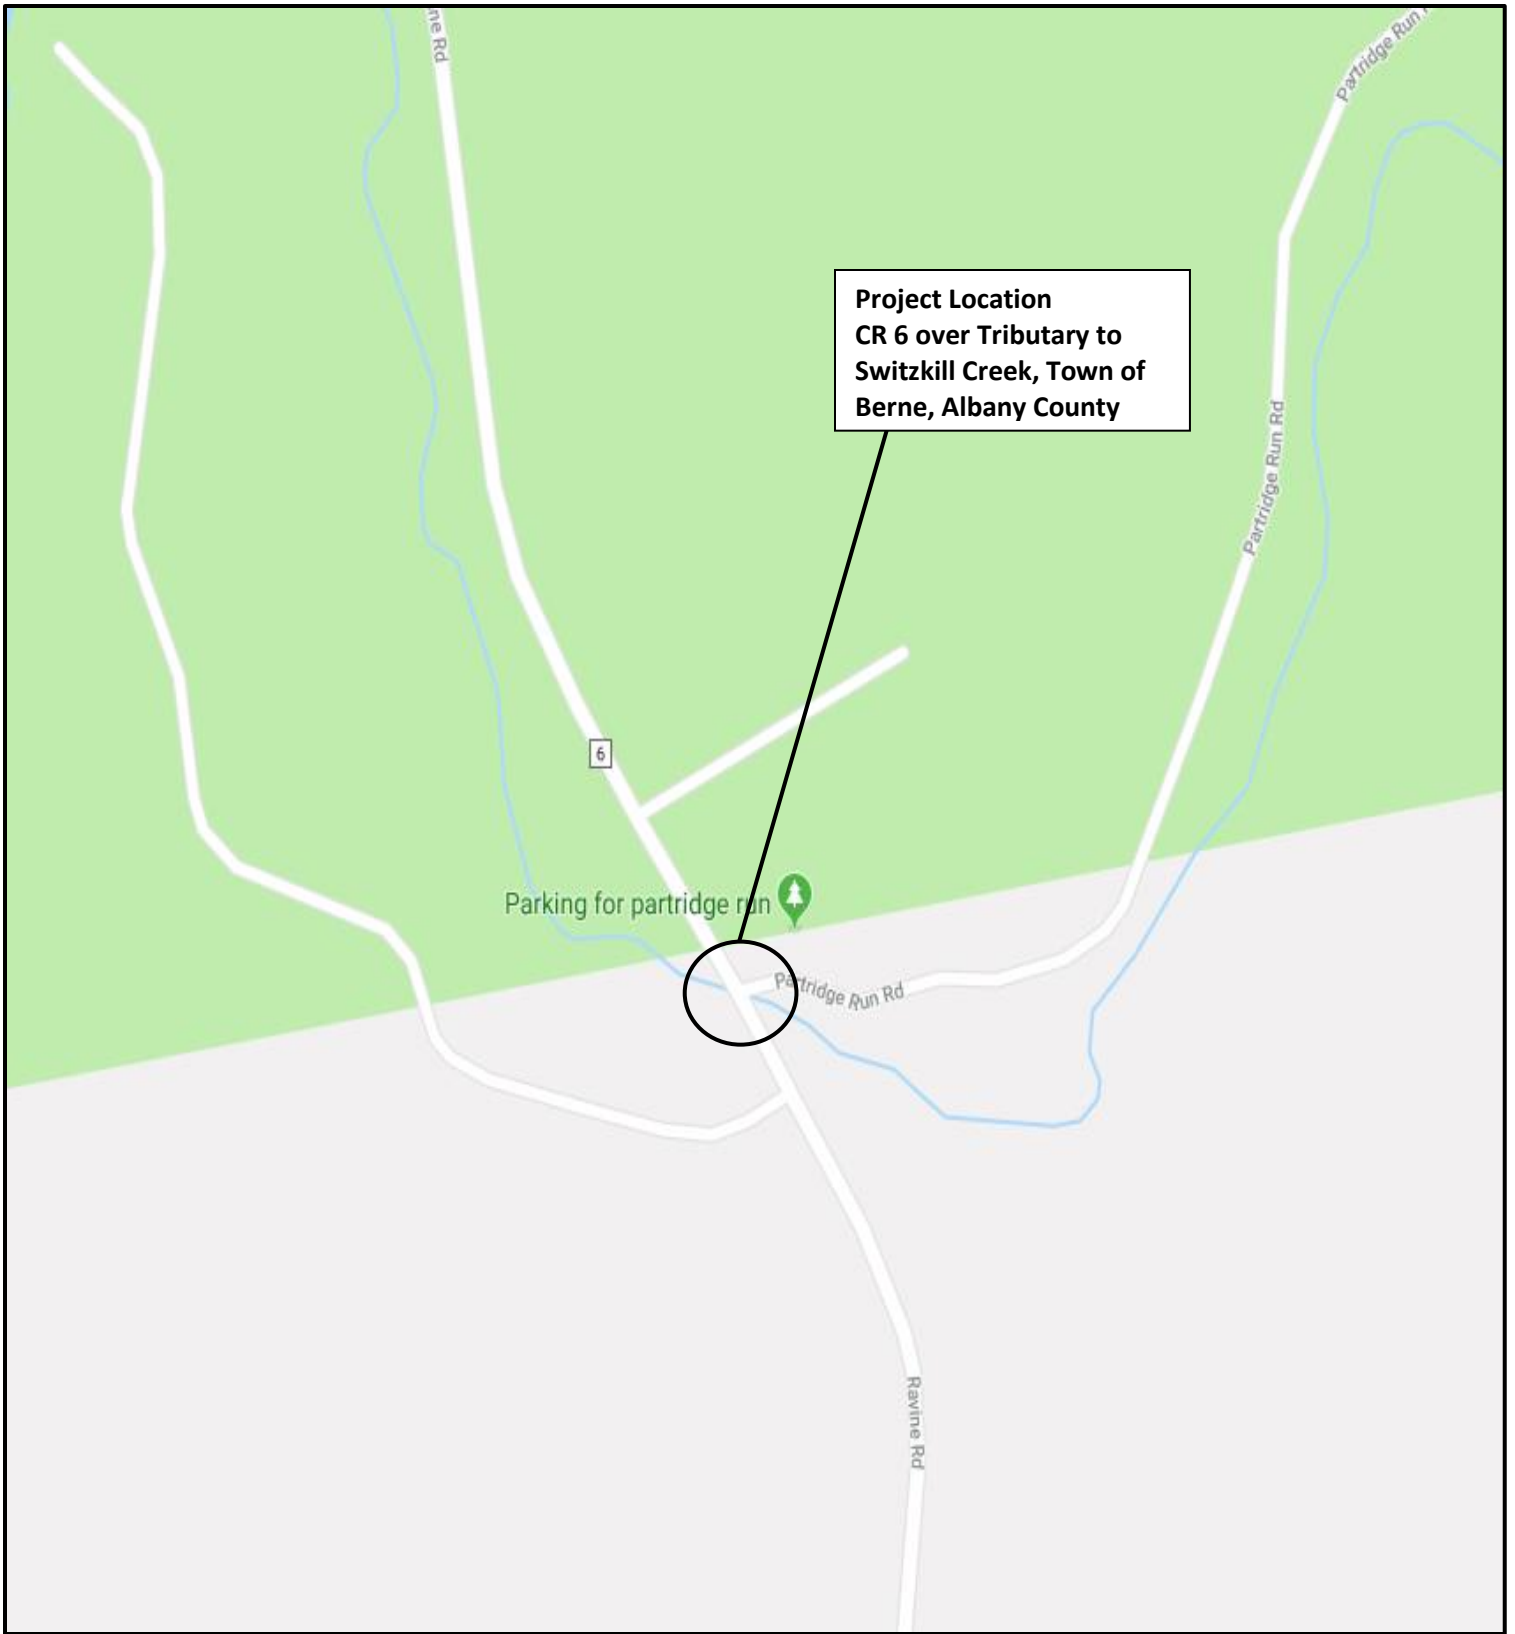 ne Rd
Partridge Run
Project Location
CR 6 over Tributary to
Switzkill Creek, Town of
Berne, Albany County
Partridge Run Rd
6
Parking for partridge run
Partridge Run Rd
Ravine Rd